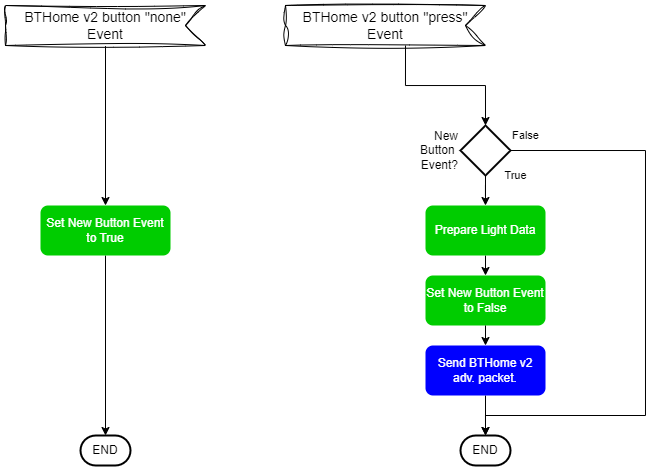 BTHome v2 button "none"
Event
Set New Button Event
to True
END
BTHome v2 button "press"
Event
New
Button
Event?
False
True
Prepare Light Data
Set New Button Event
to False
Send BTHome v2
adv. packet.
END